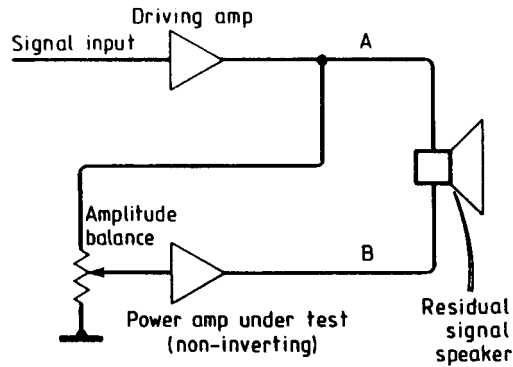 Driving amp
Signal input
A
Amplitude
balance
B
Power amp under test
(non-inverting)
Residual
signal
speaker